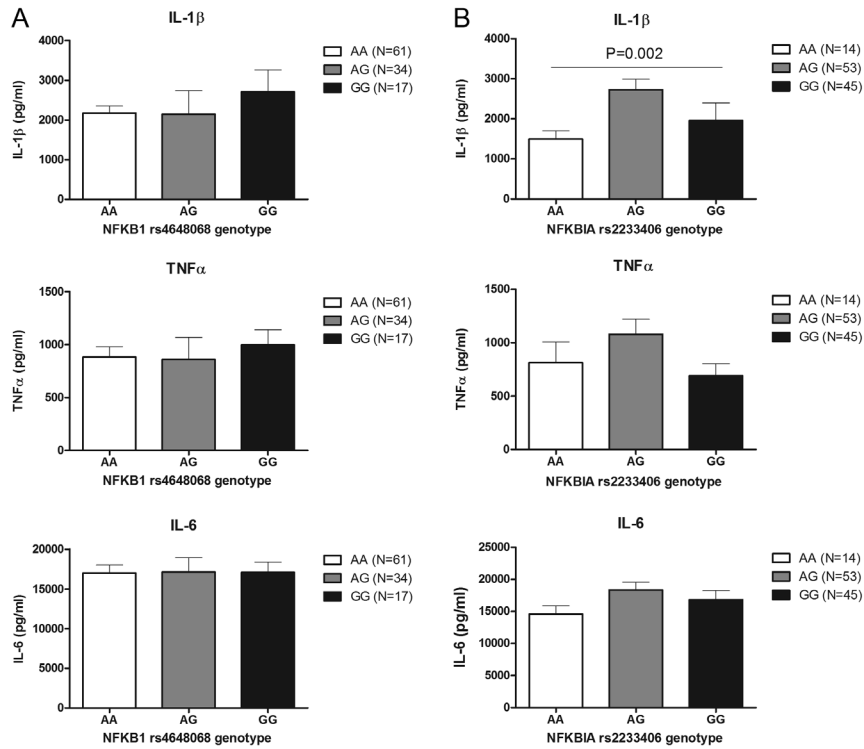 A
IL-1β
IL-1β (pg/ml)
4000
3000
2000
1000
0
AA
AG
GG
NFKB1 rs4648068 genotype
AA (N=61)
AG (N=34)
GG (N=17)
TNFα
TNFα (pg/ml)
1500
1000
500
0
AA
AG
GG
NFKB1 rs4648068 genotype
AA (N=61)
AG (N=34)
GG (N=17)
IL-6
IL-6 (pg/ml)
20000
15000
10000
5000
0
AA
AG
GG
NFKB1 rs4648068 genotype
AA (N=61)
AG (N=34)
GG (N=17)
B
IL-1β
P=0.002
IL-1β (pg/ml)
4000
3000
2000
1000
0
AA
AG
GG
NFKBIA rs2233406 genotype
AA (N=14)
AG (N=53)
GG (N=45)
TNFα
TNFα (pg/ml)
1500
1000
500
0
AA
AG
GG
NFKBIA rs2233406 genotype
AA (N=14)
AG (N=53)
GG (N=45)
IL-6
IL-6 (pg/ml)
25000
20000
15000
10000
5000
0
AA
AG
GG
NFKBIA rs2233406 genotype
AA (N=14)
AG (N=53)
GG (N=45)